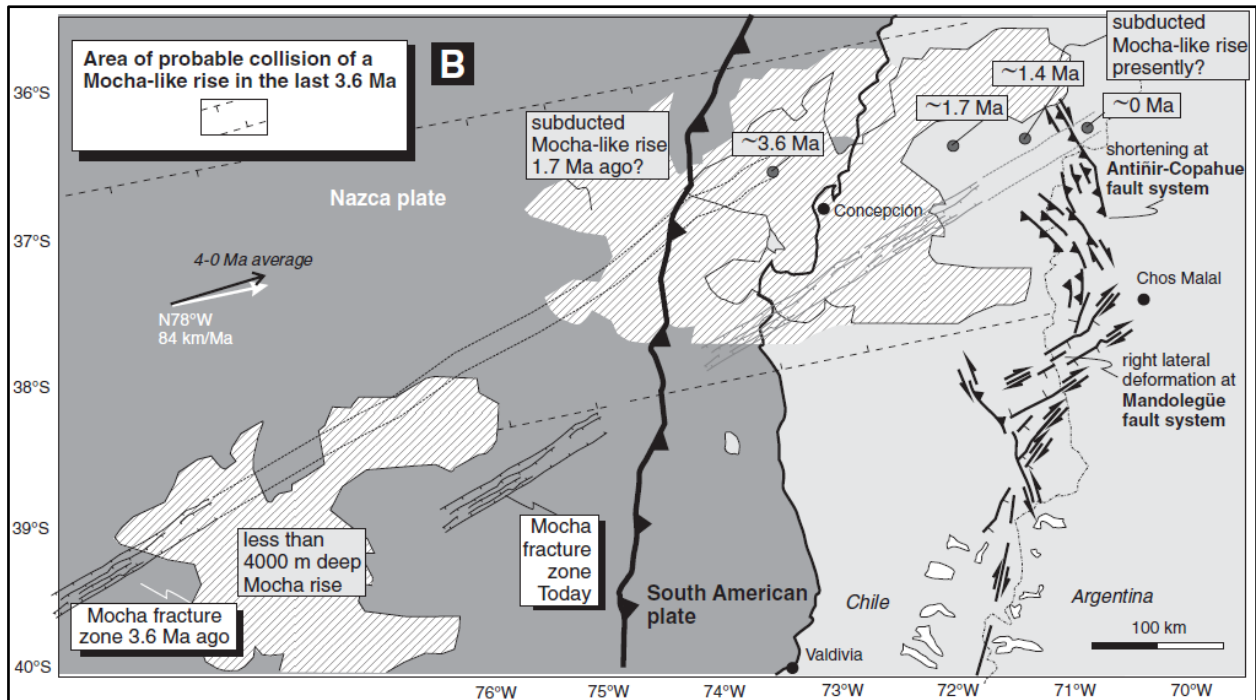 Area of probable collision of a
Mocha-like rise in the last 3.6 Ma
B
subducted
Mocha-like rise
presently?
~1.4 Ma
~1.7 Ma
~0 Ma
~3.6 Ma
subducted
Mocha-like rise
1.7 Ma ago?
shortening at
Antiñir-Copahue
fault system
Nazca plate
Concepción
4-0 Ma average
N78°W
84 km/Ma
Chos Malal
right lateral
deformation at
Mandolegüe
fault system
less than
4000 m deep
Mocha rise
Mocha
fracture
zone
Today
Mocha fracture
zone 3.6 Ma ago
South American
plate
Chile
Argentina
100 km
Valdivia
36°S
37°S
38°S
39°S
40°S
76°W
75°W
74°W
73°W
72°W
71°W
70°W